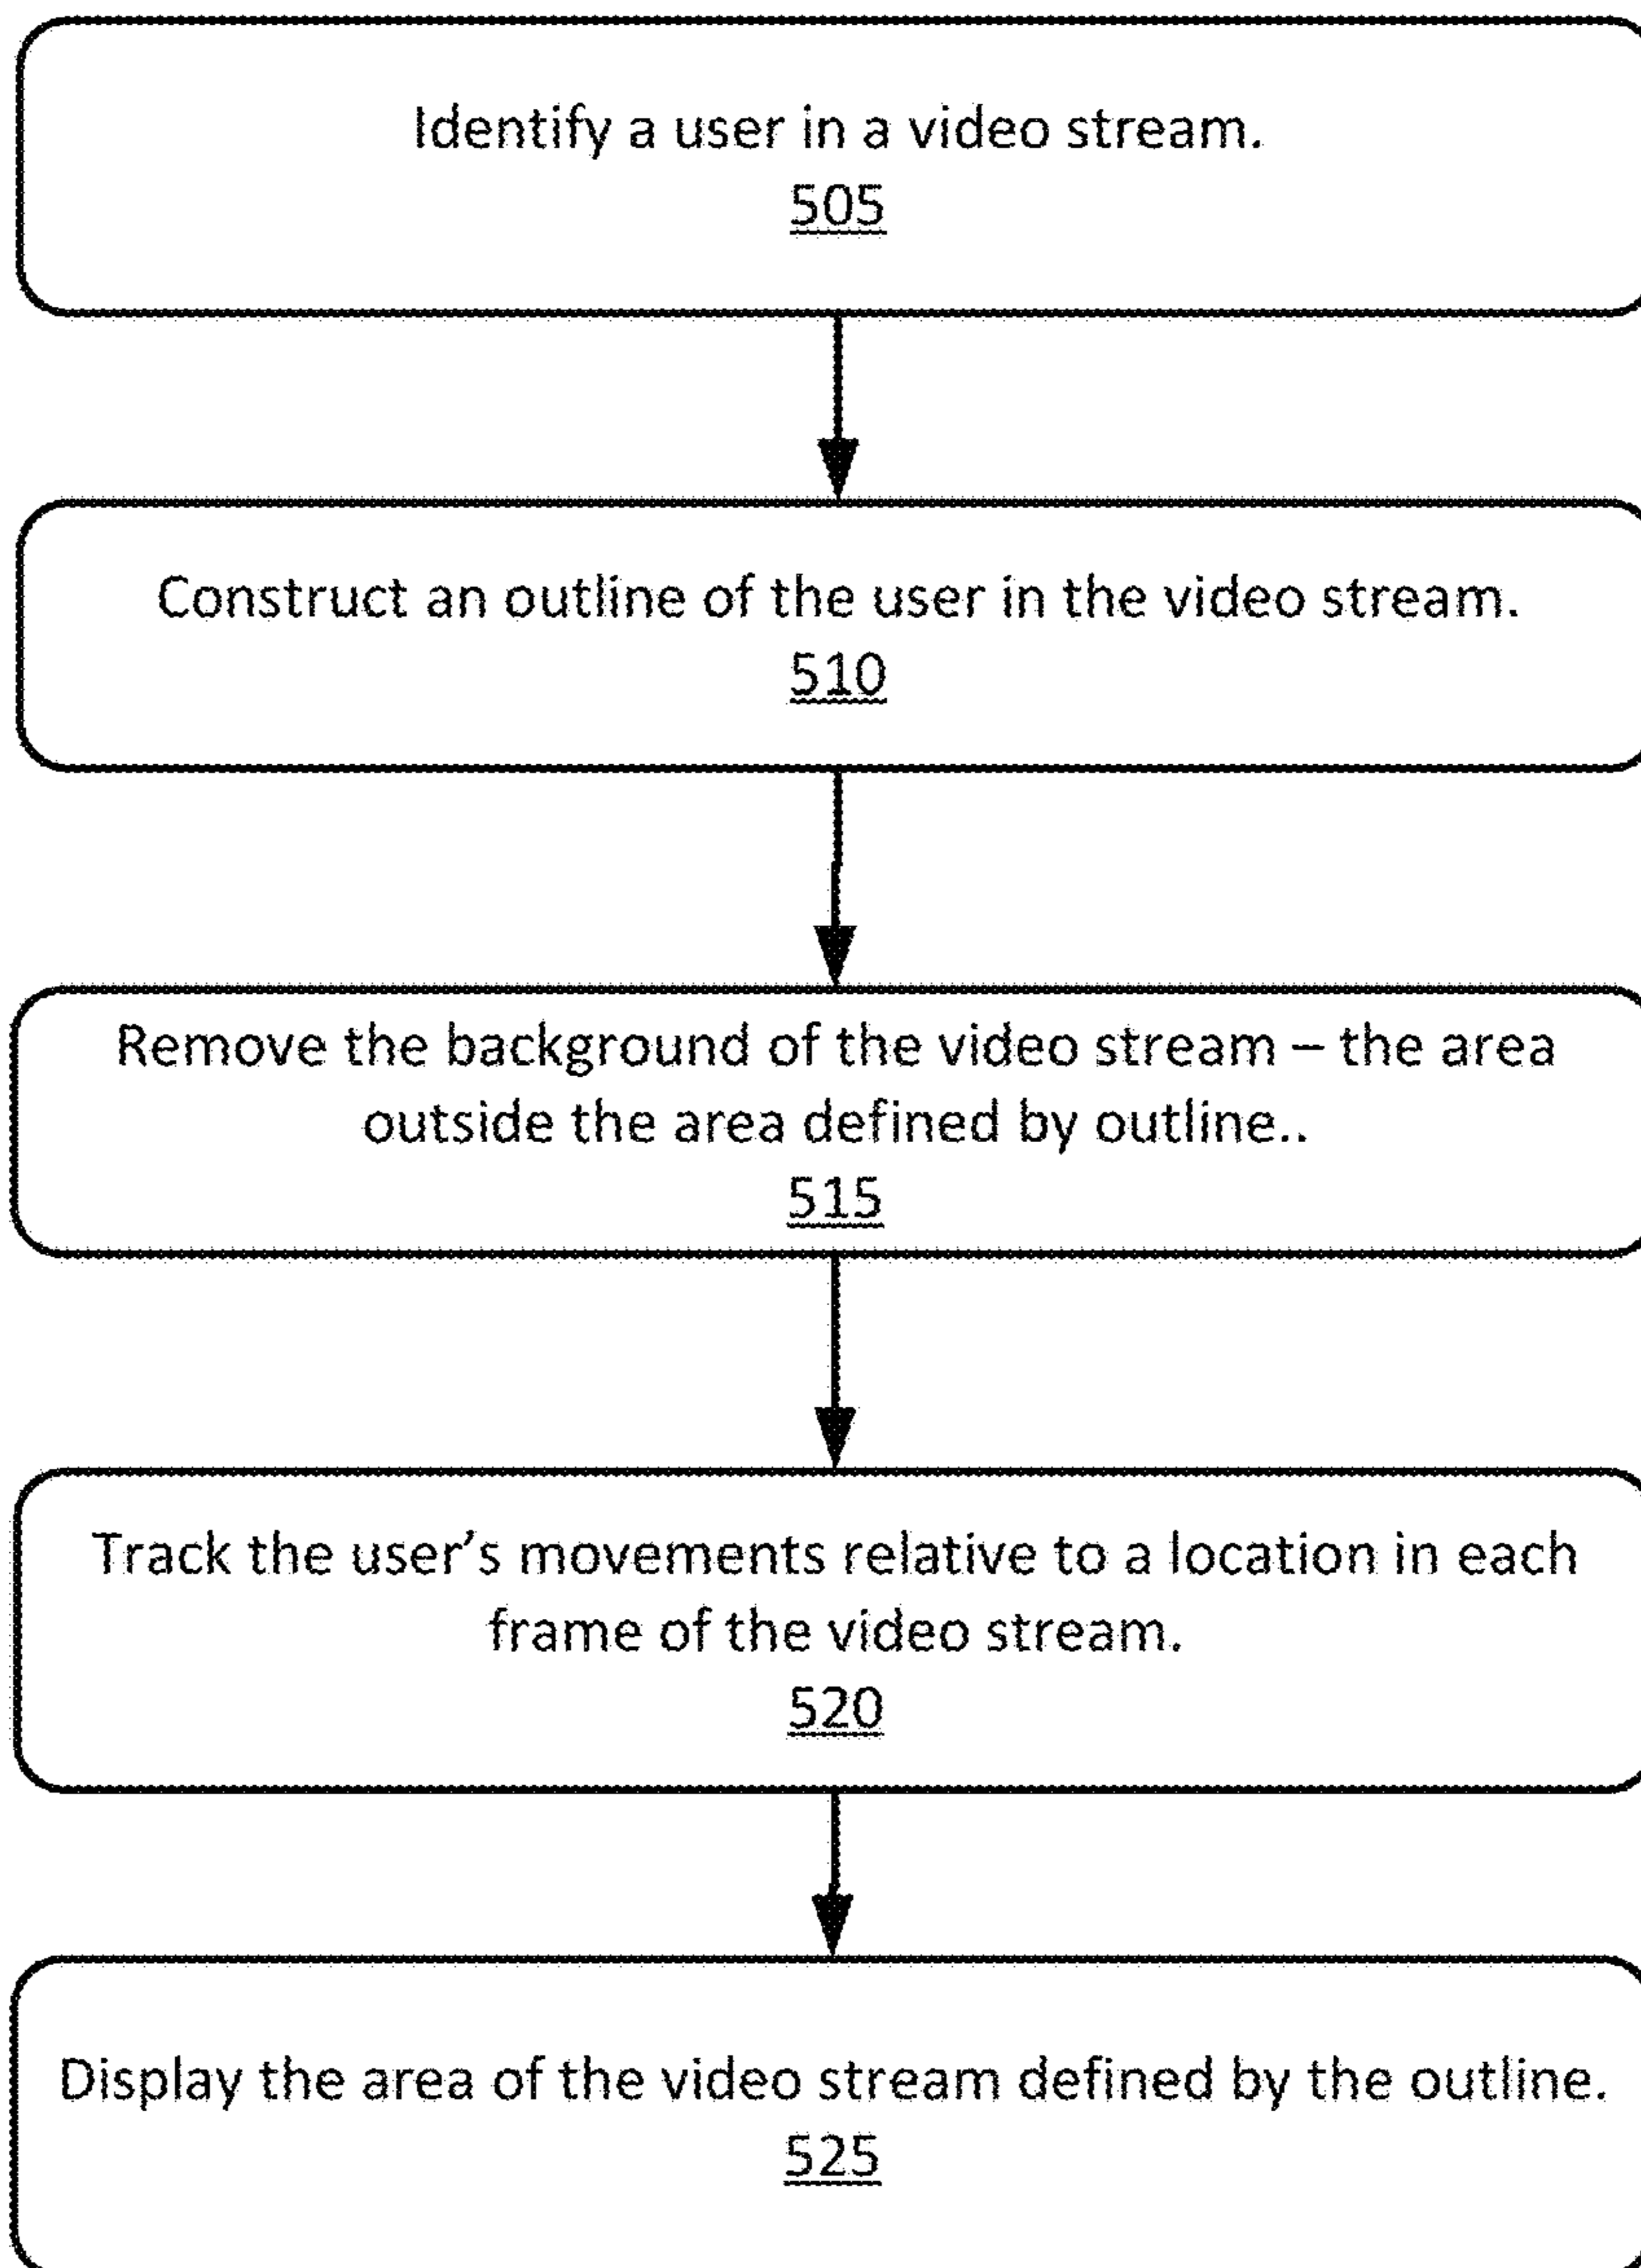 Identify a user in a video stream.
505
Construct an outline of the user in the video stream.
510
Remove the background of the video stream – the area
outside the area defined by outline..
515
Track the user’s movements relative to a location in each
frame of the video stream.
520
Display the area of the video stream defined by the outline.
525